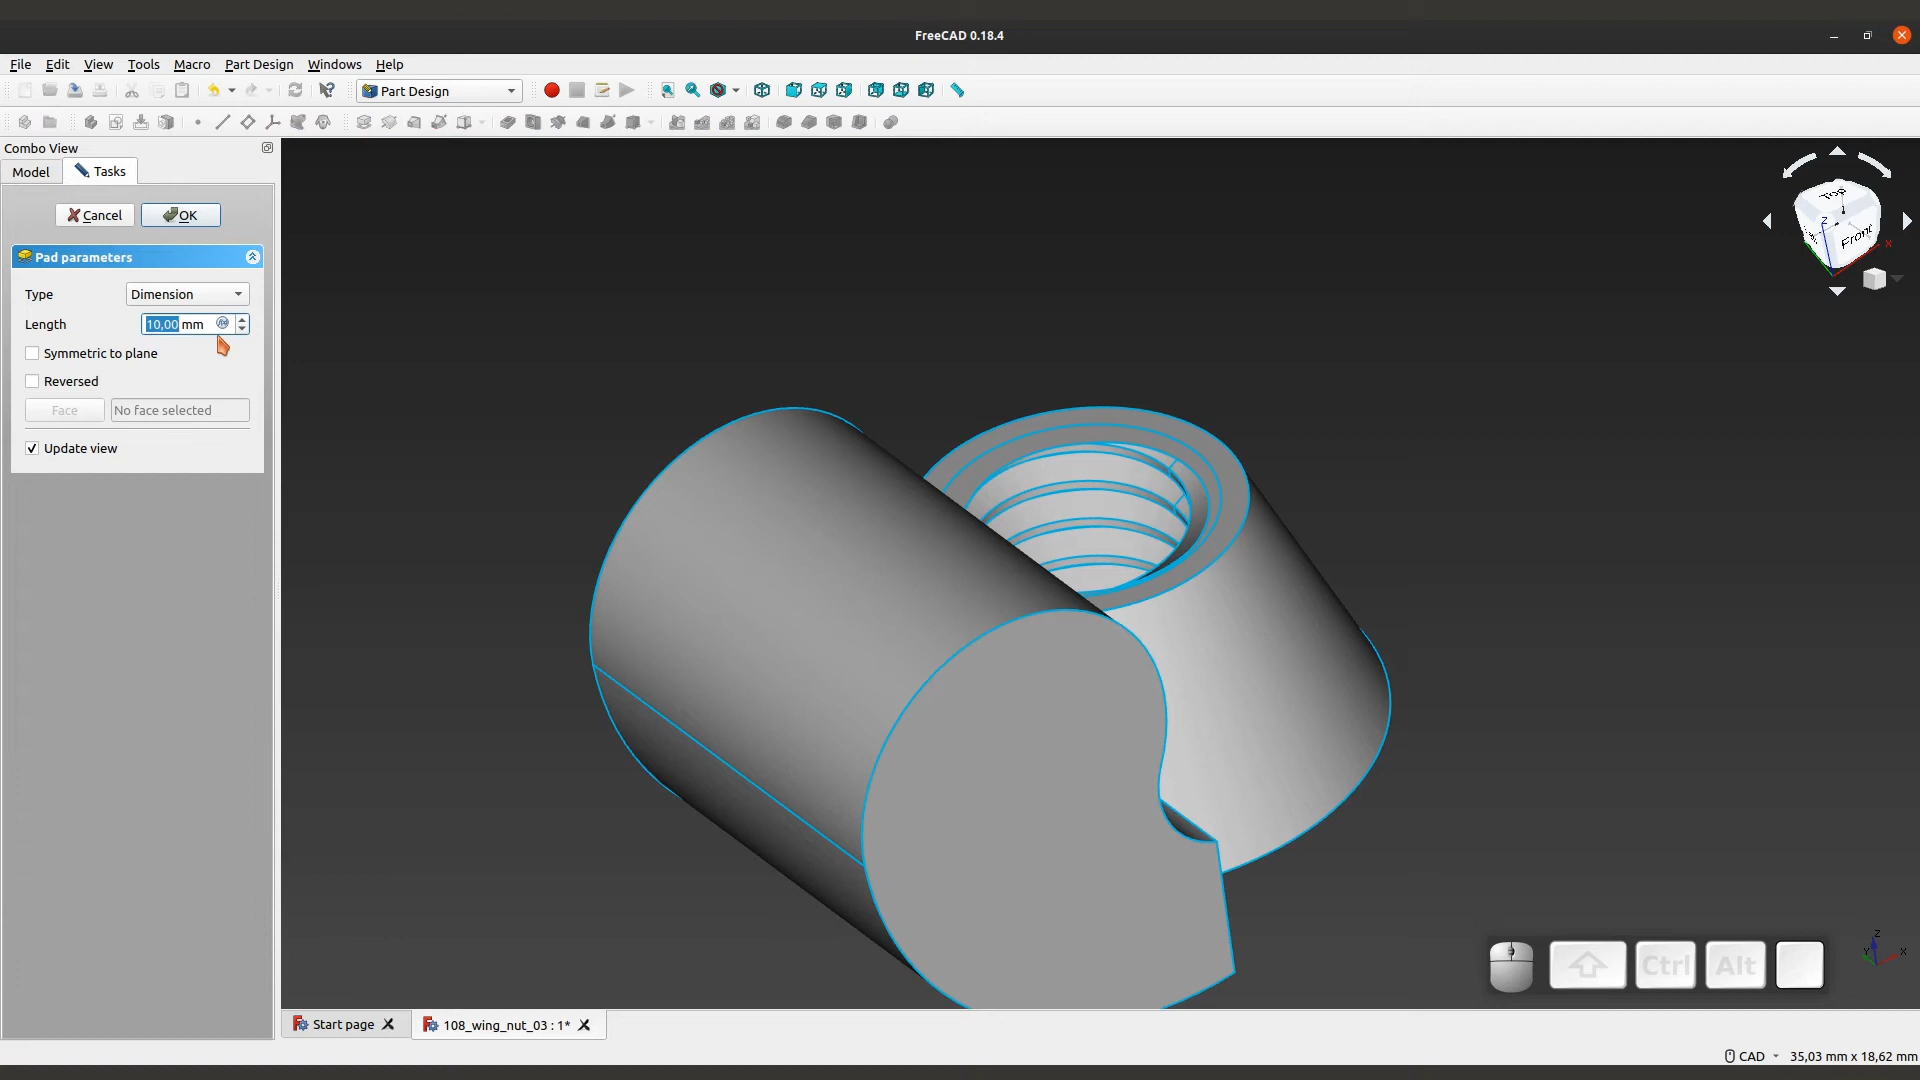 FreeCAD 0.18.4
File Edit View Tools Macro Part Design Windows Help
Part Design
Combo View
Model Tasks
Cancel OK
Pad parameters
Type Dimension
Length 10,00 mm
Symmetric to plane
Reversed
Face No face selected
Update view
Top
Front
Z
X
Ctrl Alt
Z
Y X
Start page 108_wing_nut_03 : 1*
CAD 35,03 mm x 18,62 mm